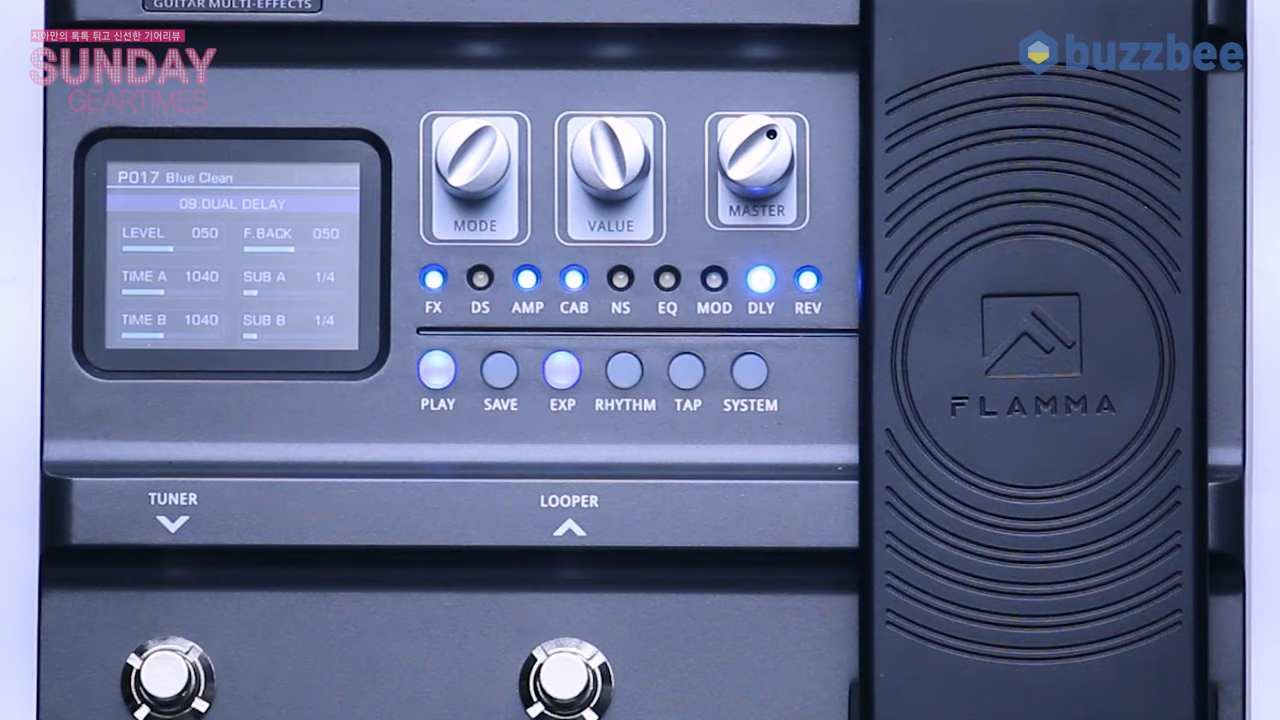 GUITAR MULTI-EFFECTS
지아만의 톡톡 튀고 신선한 기어리뷰
SUNDAY
GEARTIMES
buzzbee
P017 Blue Clean
09:DUAL DELAY
LEVEL 050 F.BACK 050
TIME A 1040 SUB A 1/4
TIME B 1040 SUB B 1/4
MODE VALUE MASTER
FX DS AMP CAB NS EQ MOD DLY REV
PLAY SAVE EXP RHYTHM TAP SYSTEM
FLAMMA
TUNER LOOPER